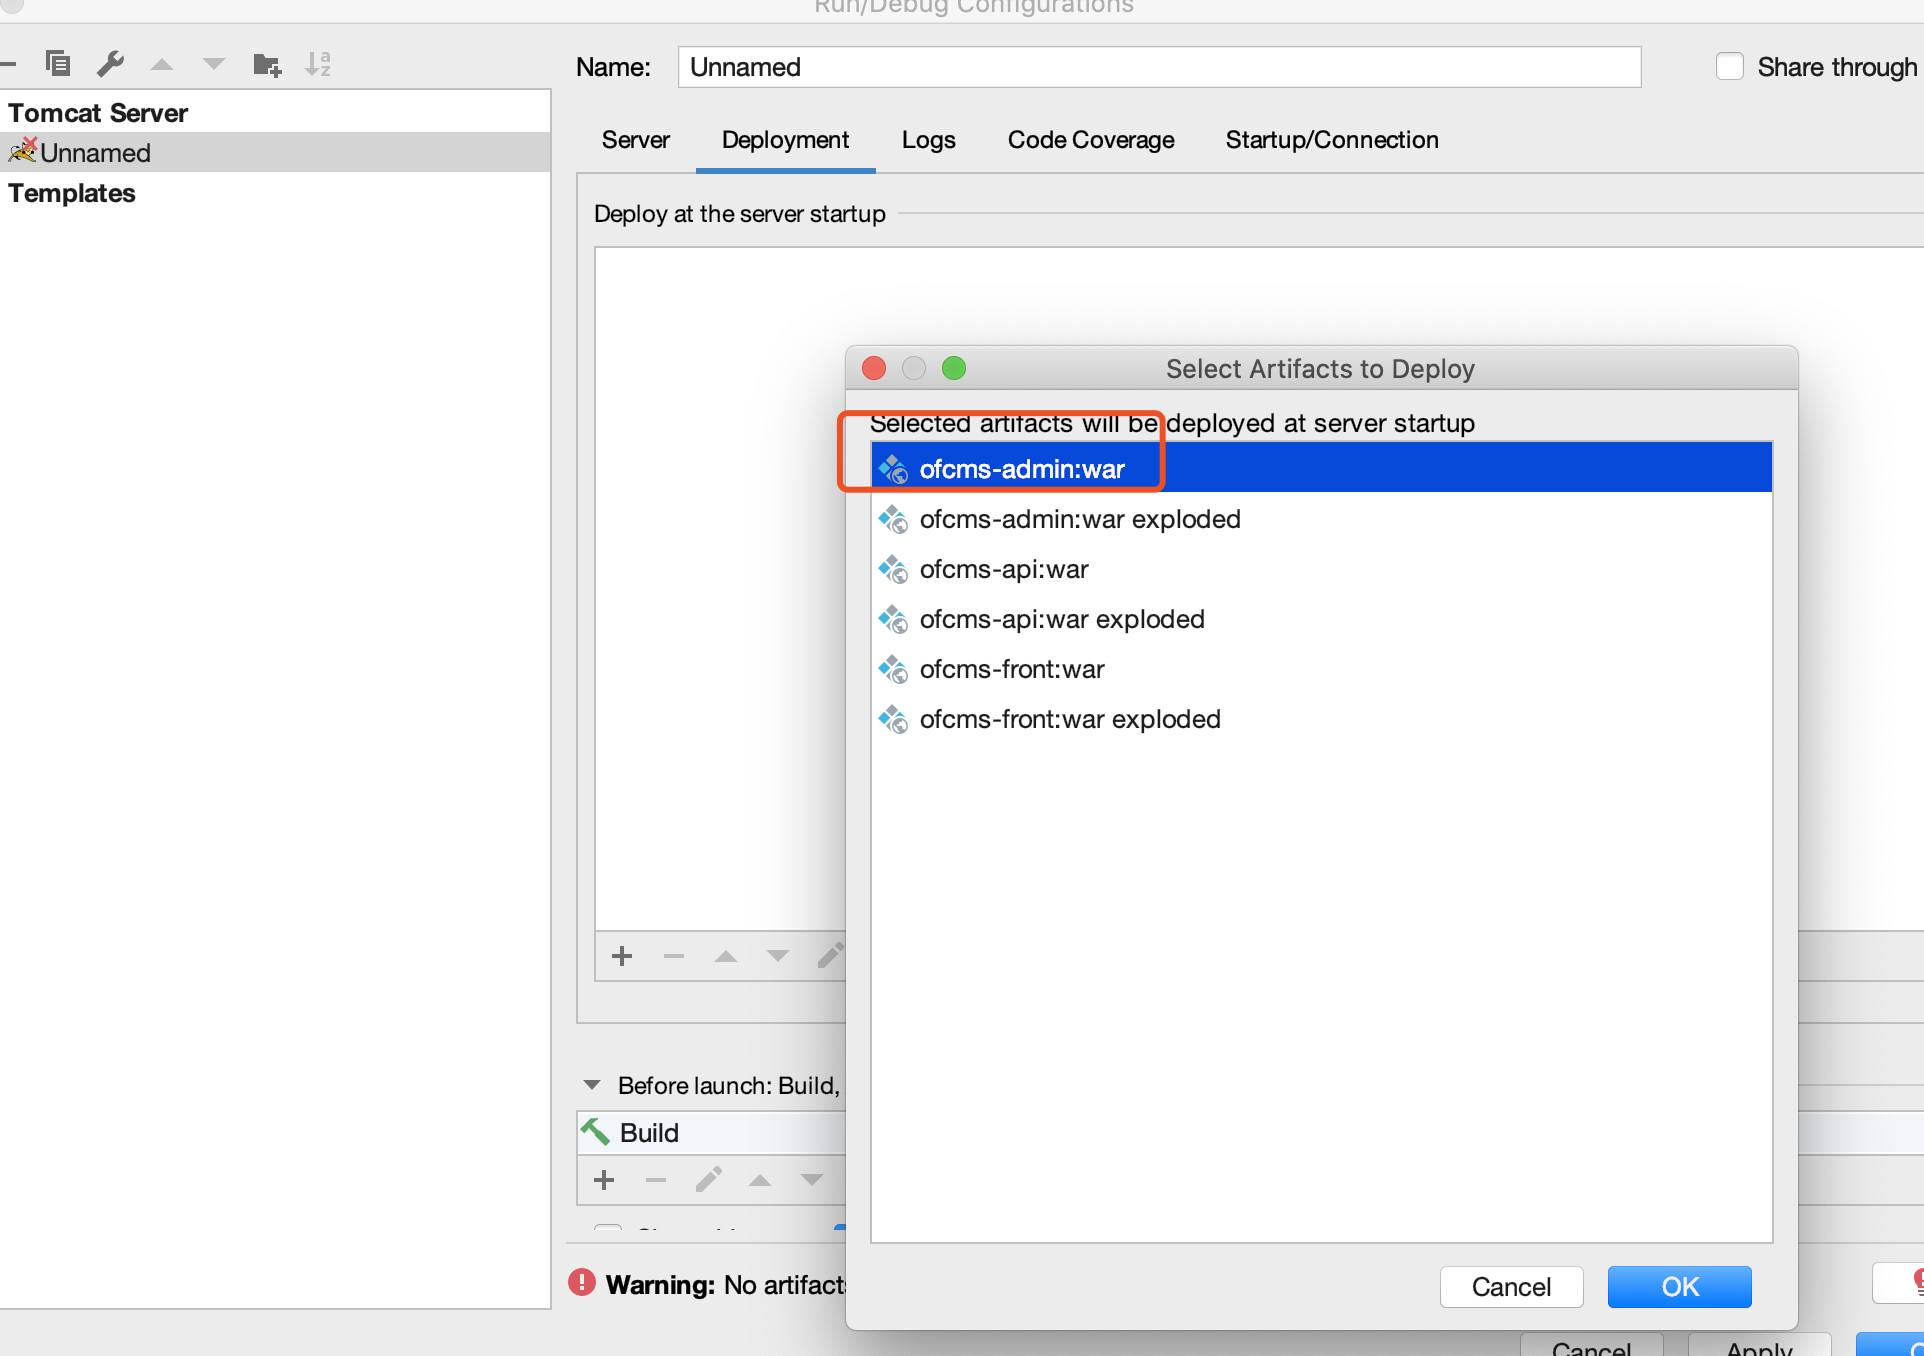 Run/Debug Configurations
Name:
Unnamed
Share through
Tomcat Server
Unnamed
Templates
Server
Deployment
Logs
Code Coverage
Startup/Connection
Deploy at the server startup
Select Artifacts to Deploy
Selected artifacts will be deployed at server startup
ofcms-admin:war
ofcms-admin:war exploded
ofcms-api:war
ofcms-api:war exploded
ofcms-front:war
ofcms-front:war exploded
Before launch: Build,
Build
Warning: No artifacts
Cancel
OK
Cancel
Apply